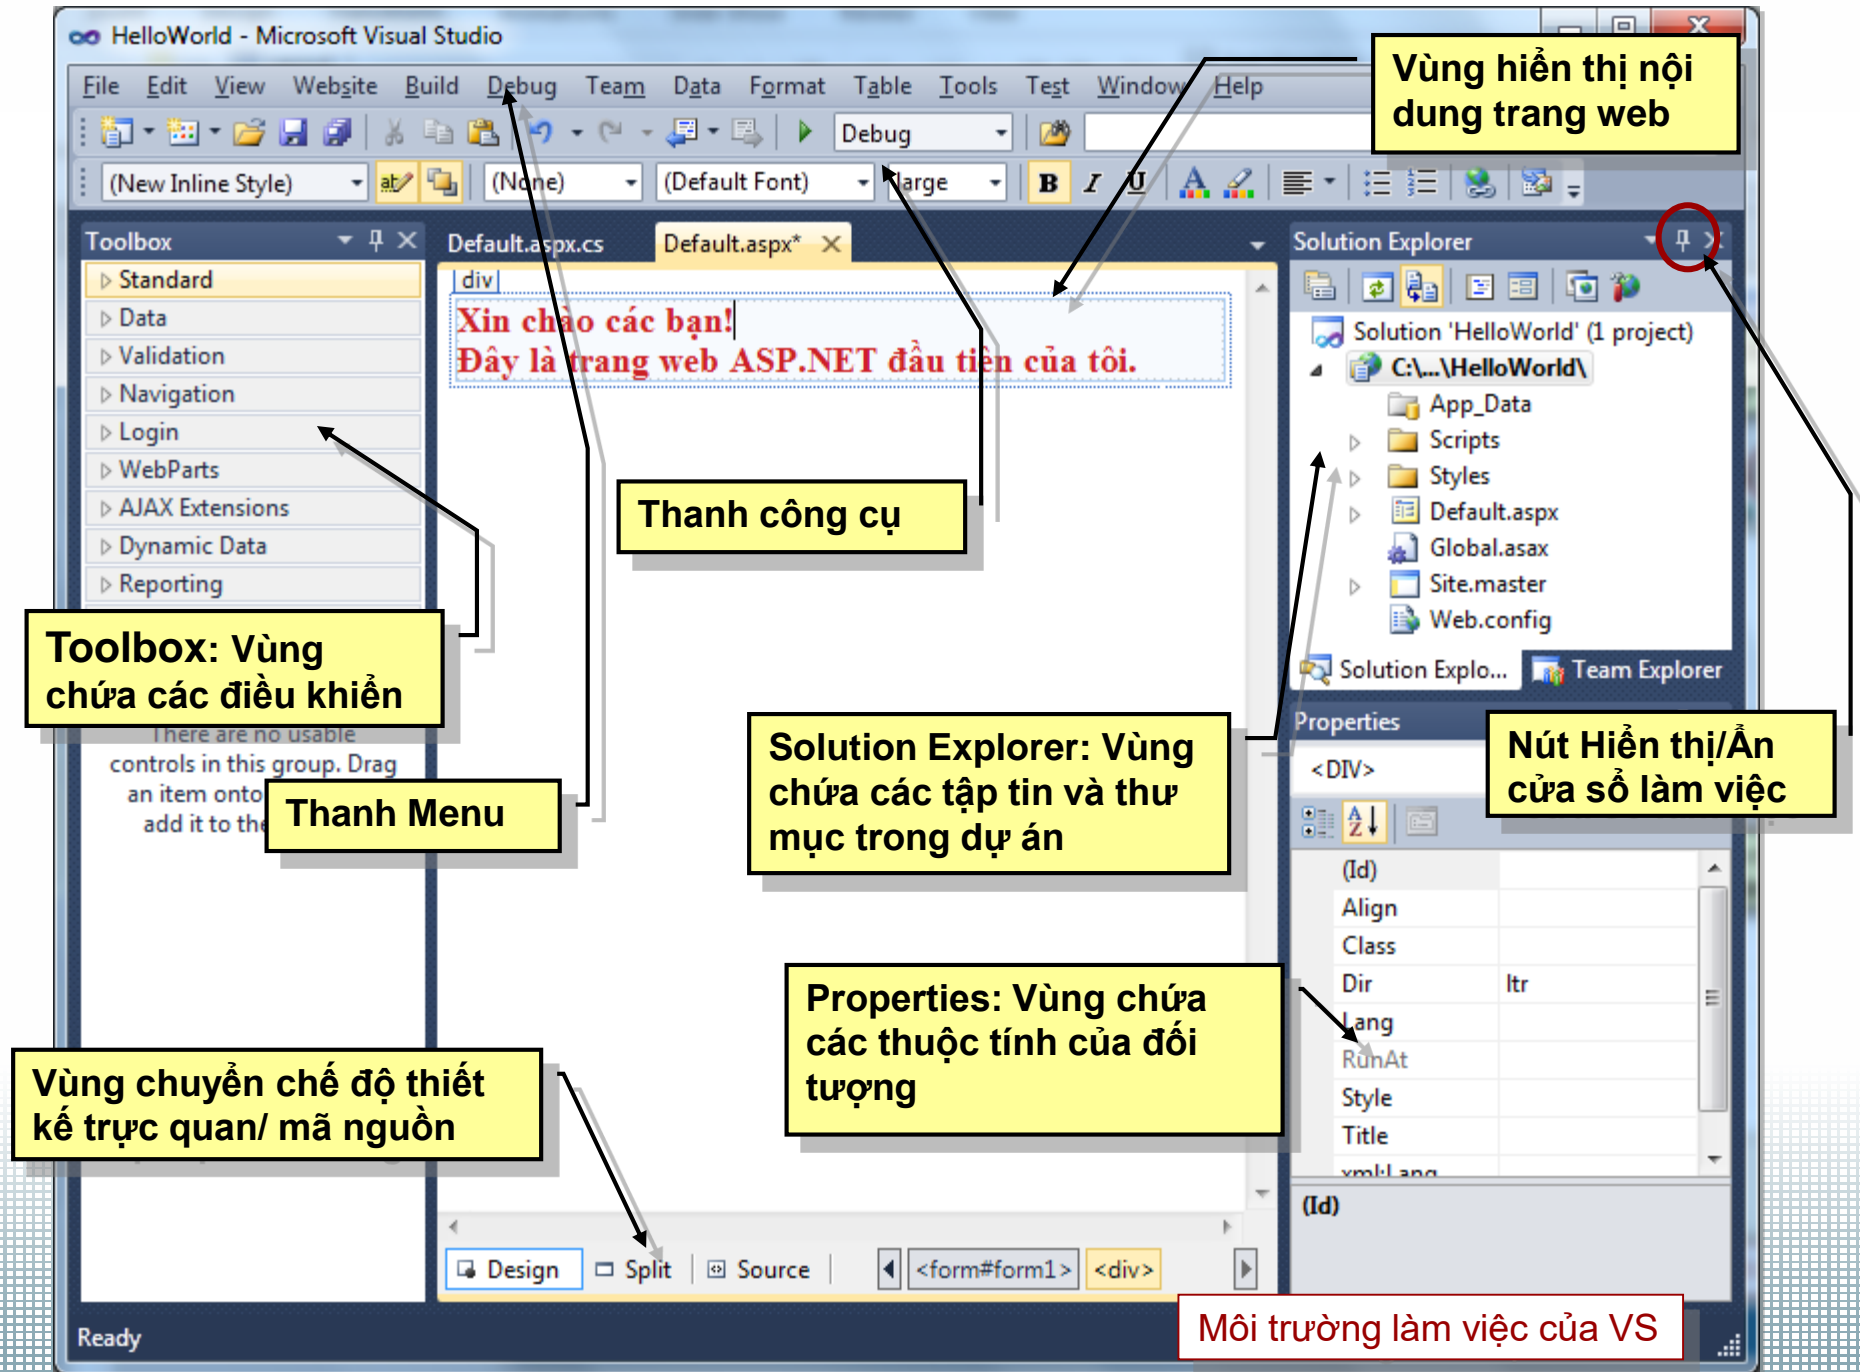 HelloWorld - Microsoft Visual Studio
File Edit View Website Build Debug Team Data Format Table Tools Test Window Help
Vùng hiển thị nội
dung trang web
Debug
(New Inline Style) (None) (Default Font) large B I U A
Toolbox
Default.aspx.cs Default.aspx*
Solution Explorer
Standard
Data
Validation
Navigation
Login
WebParts
AJAX Extensions
Dynamic Data
Reporting
div
Xin chào các bạn!
Đây là trang web ASP.NET đầu tiên của tôi.
Solution 'HelloWorld' (1 project)
C:\...\HelloWorld\
App_Data
Scripts
Styles
Default.aspx
Global.asax
Site.master
Web.config
Solution Explo... Team Explorer
Thanh công cụ
Toolbox: Vùng
chứa các điều khiển
There are no usable
controls in this group. Drag
an item onto
add it to the
Thanh Menu
Solution Explorer: Vùng
chứa các tập tin và thư
mục trong dự án
Properties
<DIV>
Nút Hiển thị/Ẩn
cửa sổ làm việc
(Id)
Align
Class
Dir ltr
Lang
RunAt
Style
Title
xml:Lang
(Id)
Properties: Vùng chứa
các thuộc tính của đối
tượng
Vùng chuyển chế độ thiết
kế trực quan/ mã nguồn
Design Split Source <form#form1> <div>
Môi trường làm việc của VS
Ready